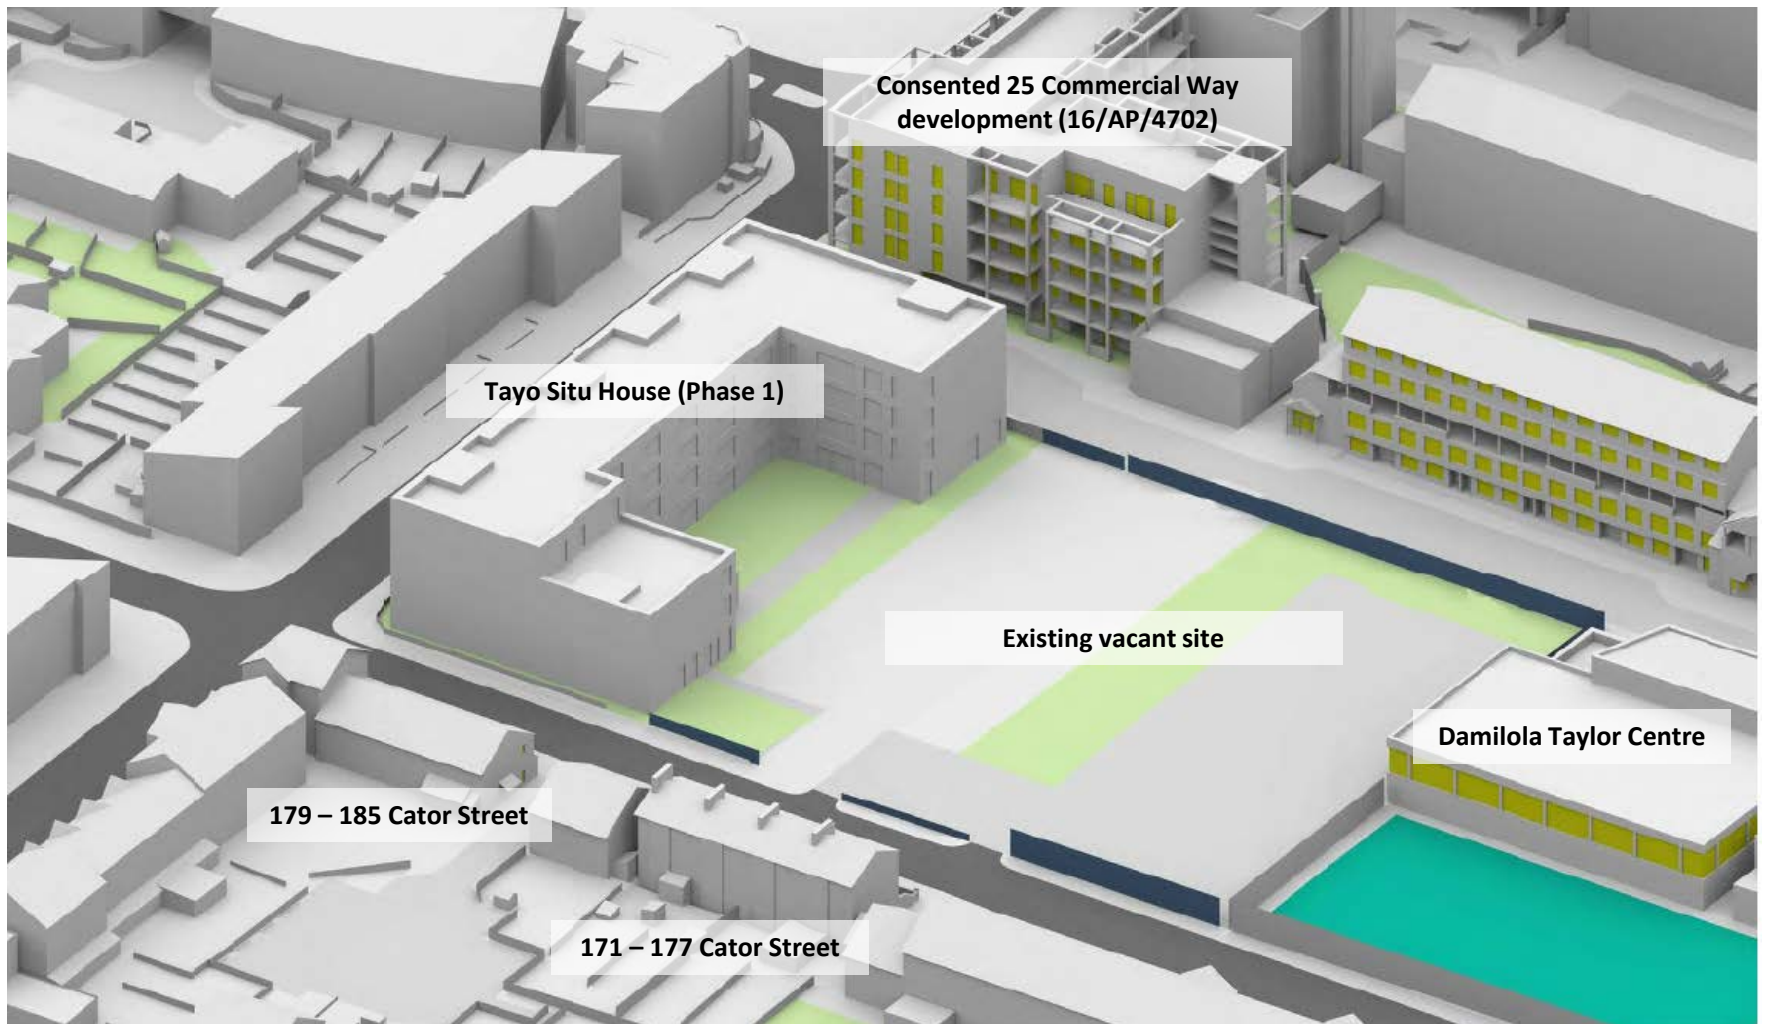 Consented 25 Commercial Way
development (16/AP/4702)
Tayo Situ House (Phase 1)
Existing vacant site
Damilola Taylor Centre
179 – 185 Cator Street
171 – 177 Cator Street